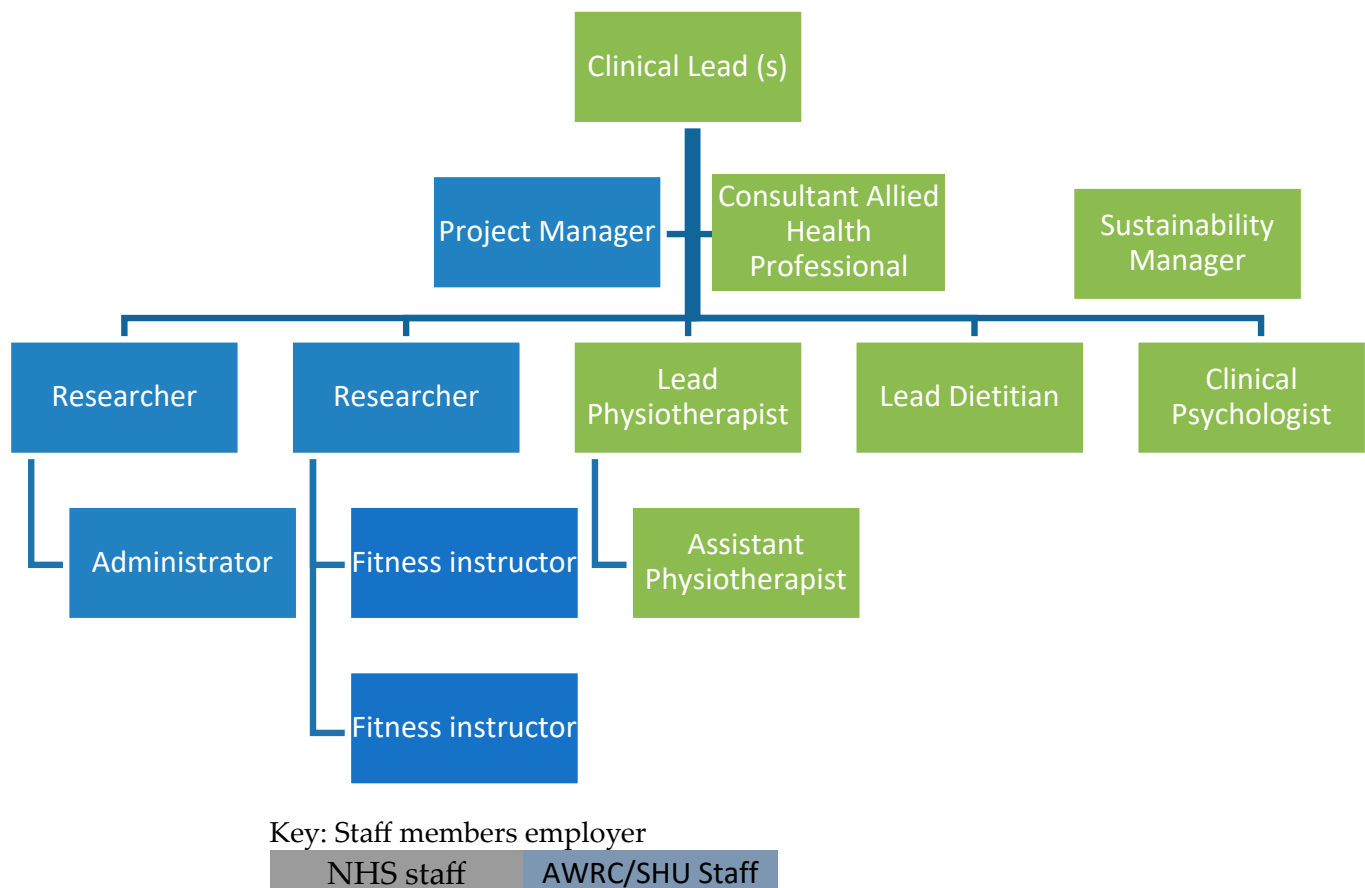 Clinical Lead (s)
Project Manager
Consultant Allied
Health
Professional
Sustainability
Manager
Researcher
Researcher
Lead
Physiotherapist
Lead Dietitian
Clinical
Psychologist
Administrator
Fitness instructor
Assistant
Physiotherapist
Fitness instructor
Key: Staff members employer
NHS staff
AWRC/SHU Staff